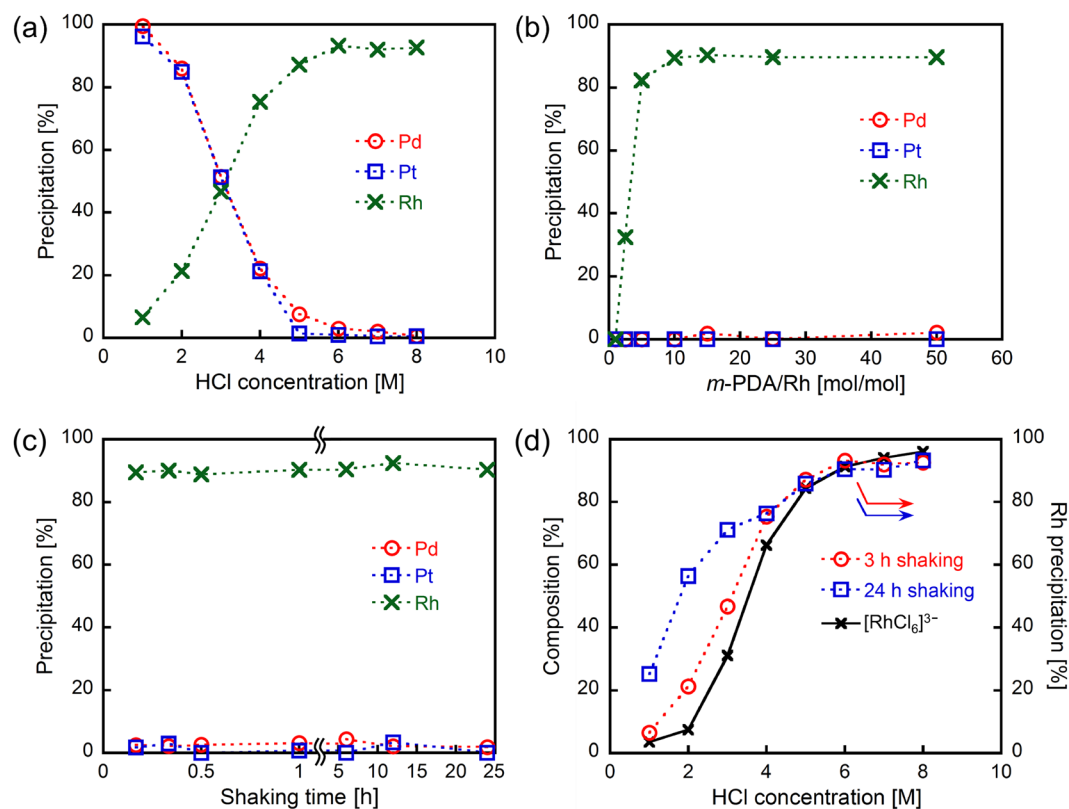 (a)
100
80
60
40
20
0
Precipitation [%]
Pd
Pt
Rh
0 2 4 6 8 10
HCl concentration [M]
(b)
100
80
60
40
20
0
Precipitation [%]
Pd
Pt
Rh
0 10 20 30 40 50 60
m-PDA/Rh [mol/mol]
(c)
100
80
60
40
20
0
Precipitation [%]
Pd
Pt
Rh
0 0.5 1 5 10 15 20 25
Shaking time [h]
(d)
100
80
60
40
20
0
Composition [%]
3 h shaking
24 h shaking
[RhCl₆]³⁻
100
80
60
40
20
0
Rh precipitation [%]
0 2 4 6 8 10
HCl concentration [M]